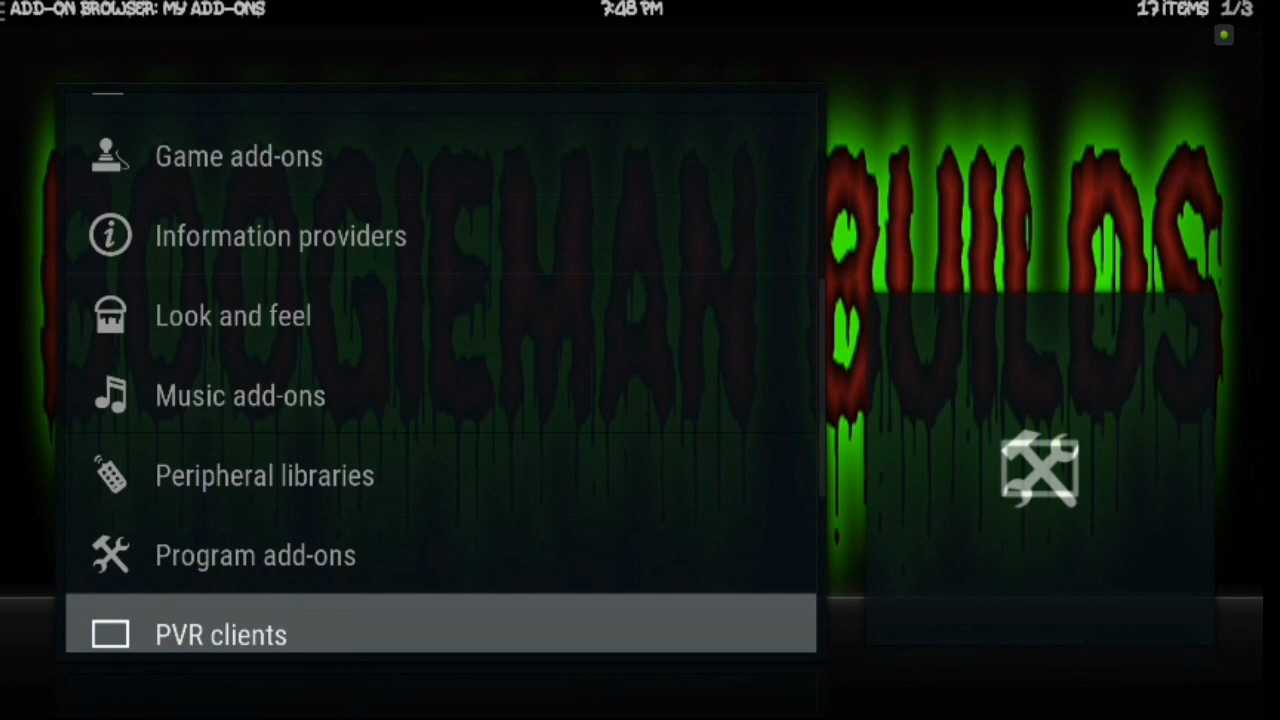 ADD-ON BROWSER: MY ADD-ONS
7:48 PM
17 ITEMS 1/3
BOOGIEMAN BUILDS
Game add-ons
Information providers
Look and feel
Music add-ons
Peripheral libraries
Program add-ons
PVR clients